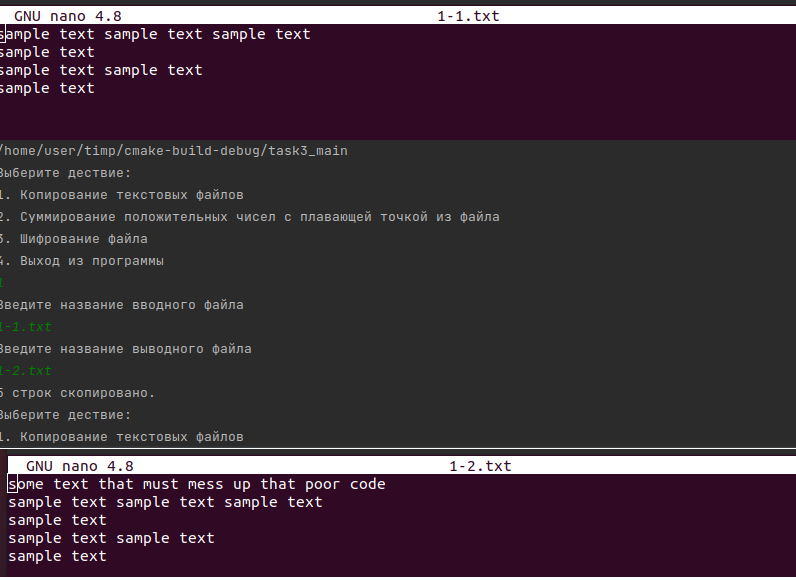 GNU nano 4.8 1-1.txt
sample text sample text sample text
sample text
sample text sample text
sample text
/home/user/timp/cmake-build-debug/task3_main
Выберите дествие:
1. Копирование текстовых файлов
2. Суммирование положительных чисел с плавающей точкой из файла
3. Шифрование файла
4. Выход из программы
1
Введите название вводного файла
1-1.txt
Введите название выводного файла
1-2.txt
5 строк скопировано.
Выберите дествие:
1. Копирование текстовых файлов
GNU nano 4.8 1-2.txt
some text that must mess up that poor code
sample text sample text sample text
sample text
sample text sample text
sample text